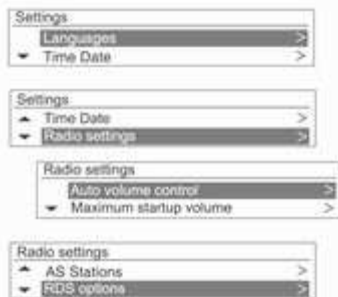 Settings
Languages >
Time Date >
Settings
Time Date >
Radio settings >
Radio settings
Auto volume control >
Maximum startup volume >
Radio settings
AS Stations >
RDS options >